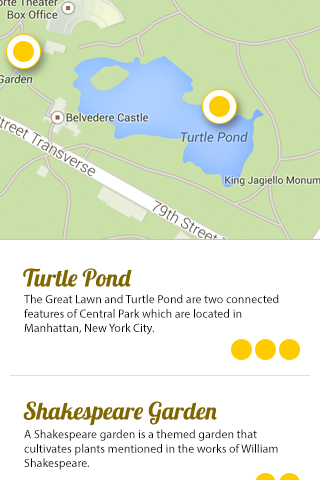 orte Theater
Box Office
Garden
Belvedere Castle
Turtle Pond
King Jagiello Monum
treet Transverse
79th Street
Turtle Pond
The Great Lawn and Turtle Pond are two connected
features of Central Park which are located in
Manhattan, New York City.
Shakespeare Garden
A Shakespeare garden is a themed garden that
cultivates plants mentioned in the works of William
Shakespeare.